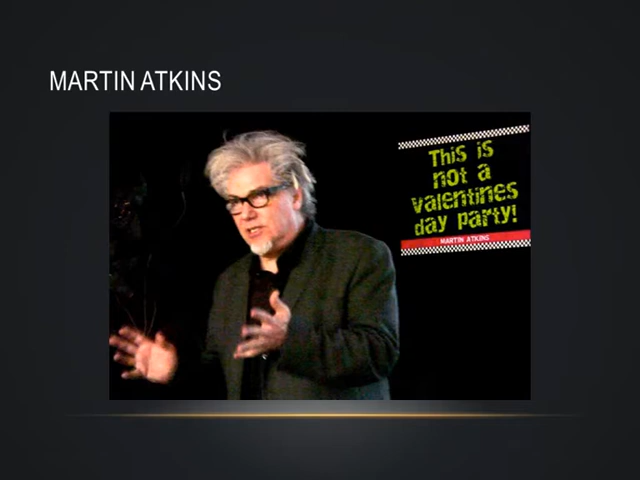 MARTIN ATKINS
This is
not a
valentines
day party!
MARTIN ATKINS